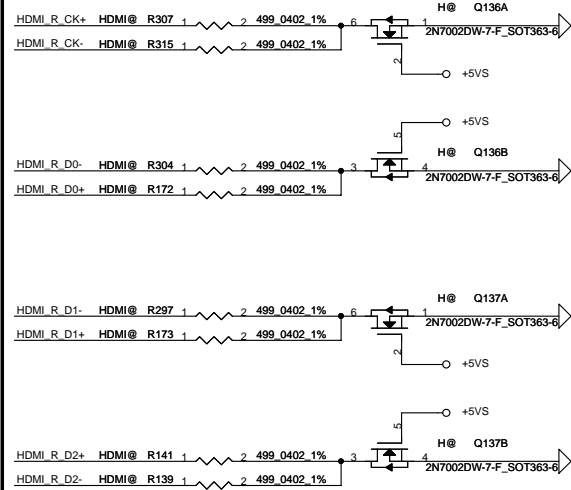 H@ Q136A
HDMI_R_CK+ HDMI@ R307 1 2 499_0402_1% 6 1
2N7002DW-7-F_SOT363-6
HDMI_R_CK- HDMI@ R315 1 2 499_0402_1%
2
+5VS
+5VS
5
H@ Q136B
HDMI_R_D0- HDMI@ R304 1 2 499_0402_1% 3 4
2N7002DW-7-F_SOT363-6
HDMI_R_D0+ HDMI@ R172 1 2 499_0402_1%
H@ Q137A
HDMI_R_D1- HDMI@ R297 1 2 499_0402_1% 6 1
2N7002DW-7-F_SOT363-6
HDMI_R_D1+ HDMI@ R173 1 2 499_0402_1%
2
+5VS
+5VS
5
H@ Q137B
HDMI_R_D2+ HDMI@ R141 1 2 499_0402_1% 3 4
2N7002DW-7-F_SOT363-6
HDMI_R_D2- HDMI@ R139 1 2 499_0402_1%